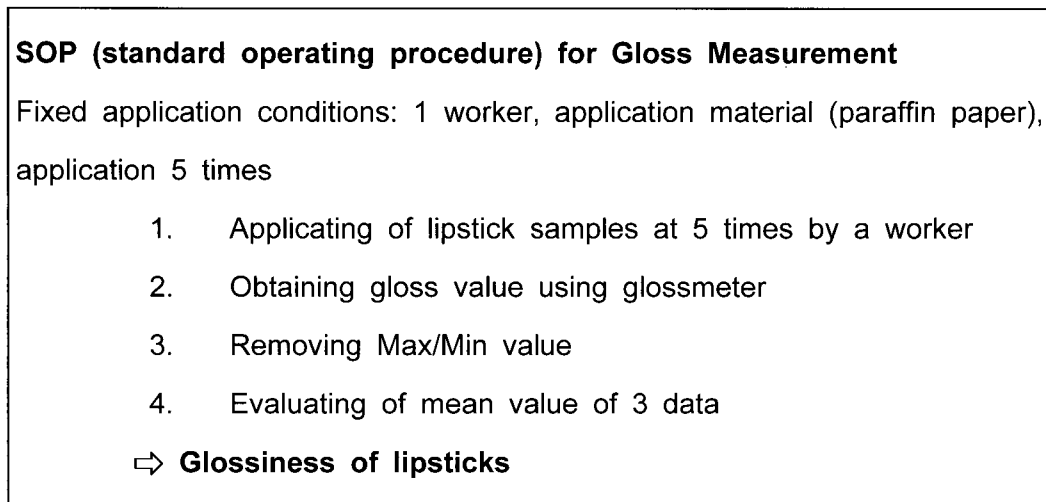 SOP (standard operating procedure) for Gloss Measurement
Fixed application conditions: 1 worker, application material (paraffin paper),
application 5 times
1. Applicating of lipstick samples at 5 times by a worker
2. Obtaining gloss value using glossmeter
3. Removing Max/Min value
4. Evaluating of mean value of 3 data
⇨ Glossiness of lipsticks